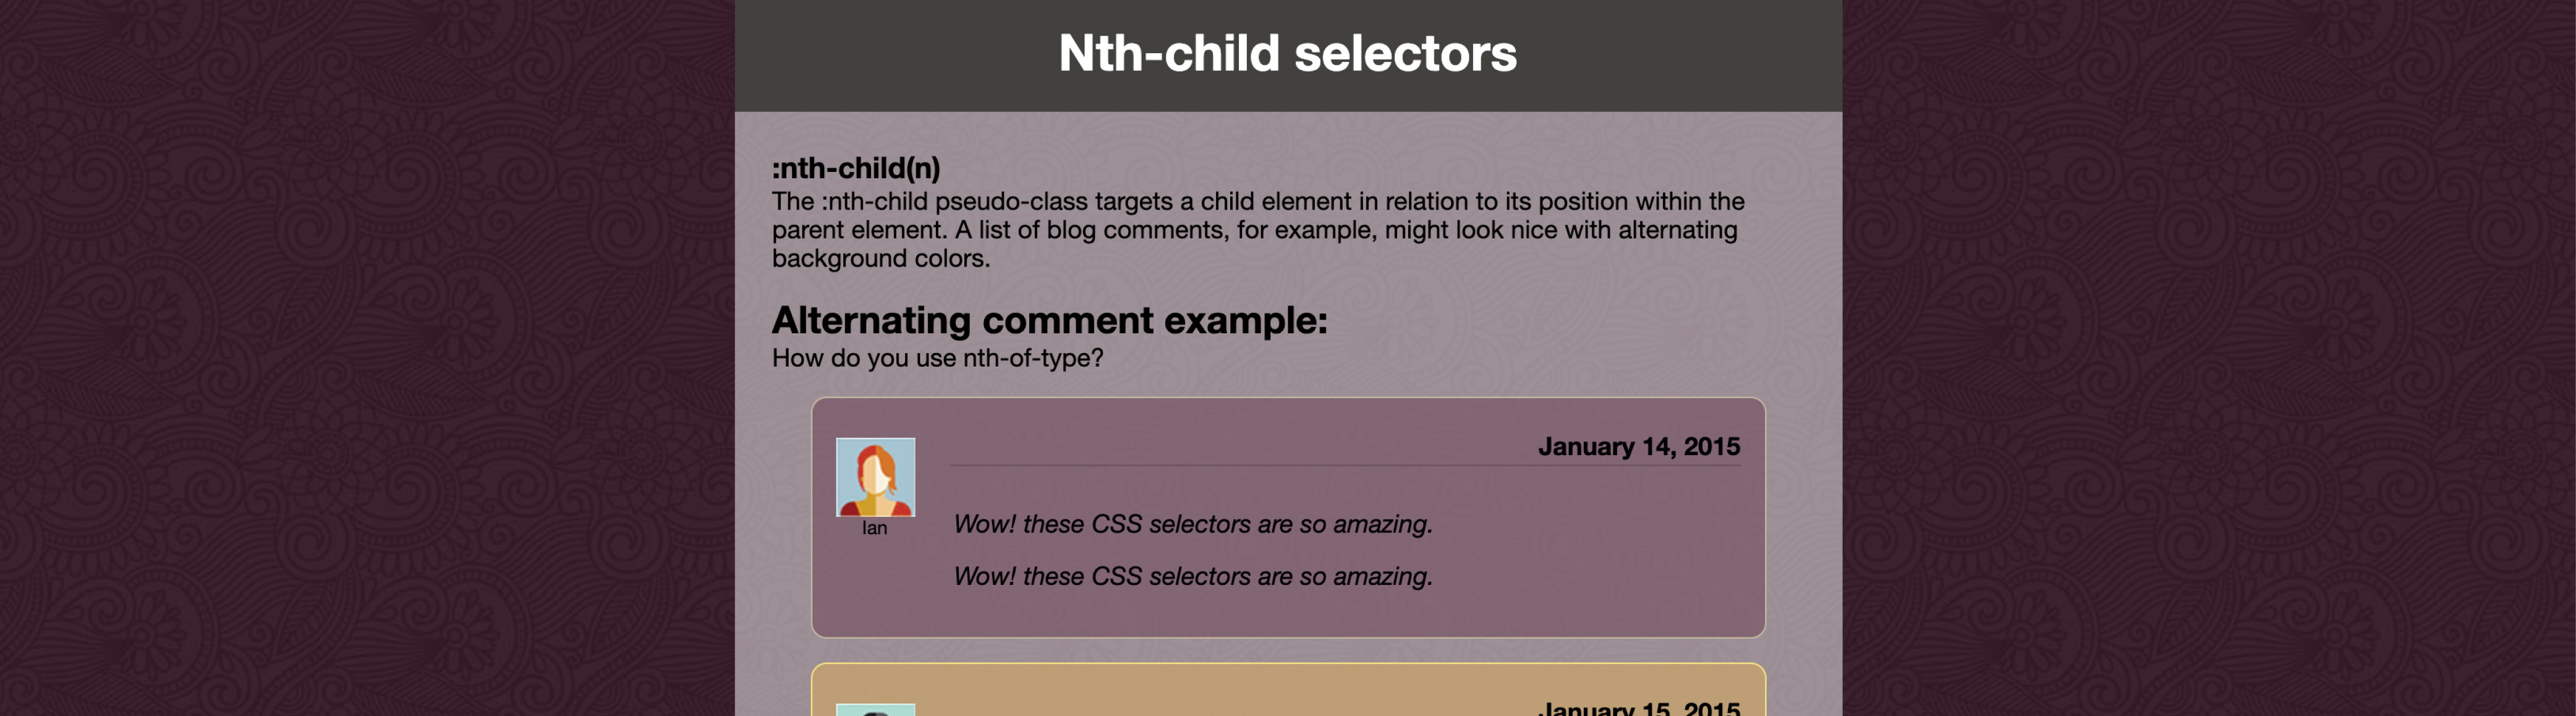 Nth-child selectors
:nth-child(n)
The :nth-child pseudo-class targets a child element in relation to its position within the
parent element. A list of blog comments, for example, might look nice with alternating
background colors.
Alternating comment example:
How do you use nth-of-type?
January 14, 2015
Ian
Wow! these CSS selectors are so amazing.
Wow! these CSS selectors are so amazing.
January 15, 2015